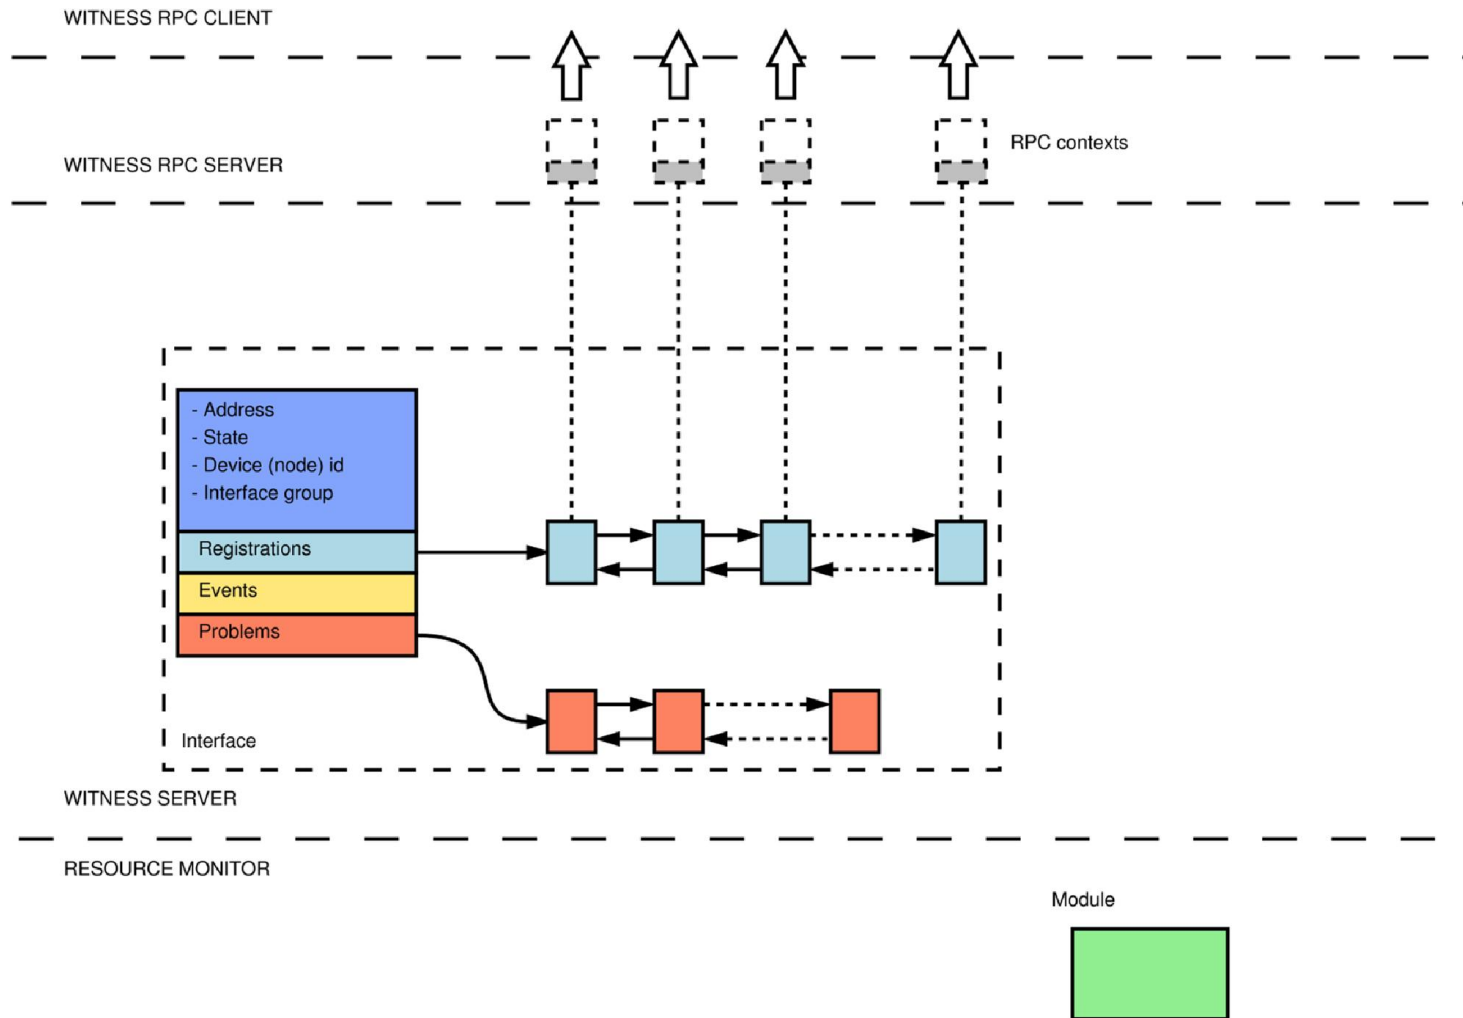 WITNESS RPC CLIENT
RPC contexts
WITNESS RPC SERVER
- Address
- State
- Device (node) id
- Interface group
Registrations
Events
Problems
Interface
WITNESS SERVER
RESOURCE MONITOR
Module